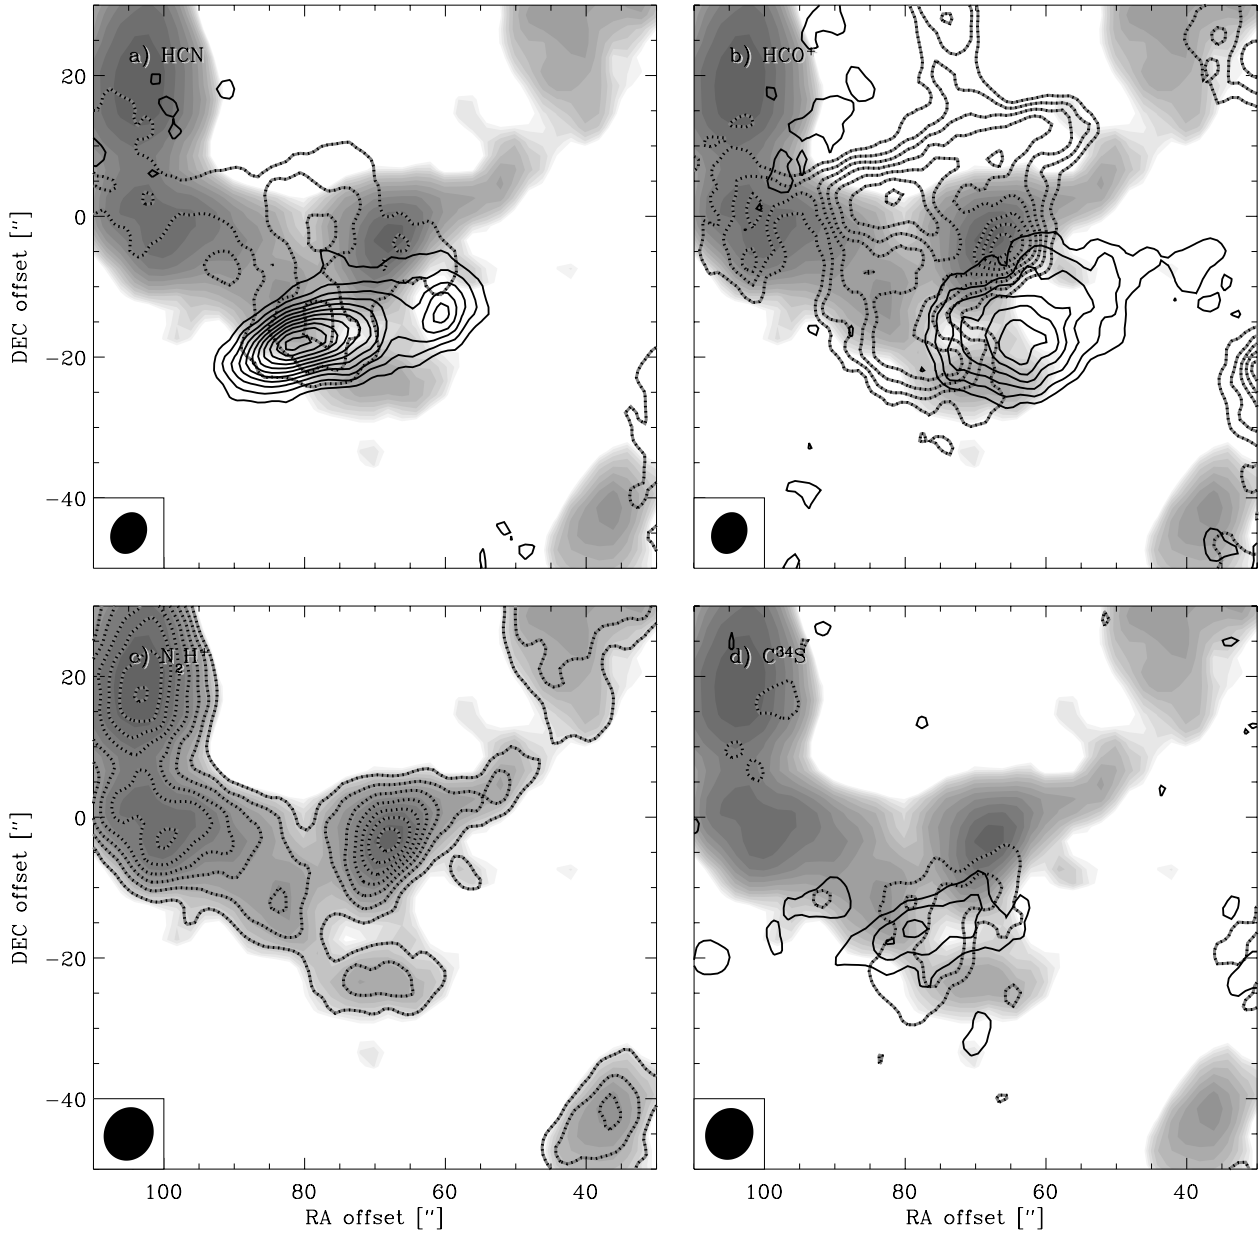 a) HCN
b) HCO⁺
20
0
−20
−40
DEC offset ["]
c) N₂H⁺
d) C³⁴S
20
0
−20
−40
DEC offset ["]
100 80 60 40
100 80 60 40
RA offset ["]
RA offset ["]